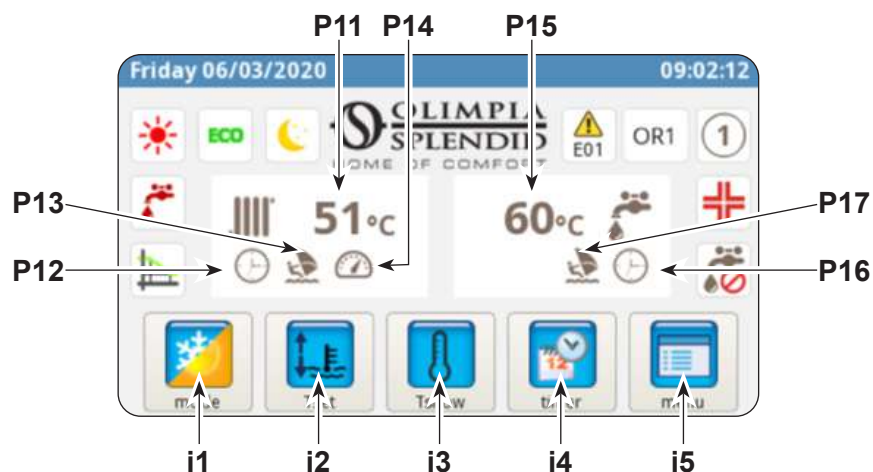 P11 P14 P15
Friday 06/03/2020 09:02:12
OLIMPIA
SPLENDID
HOME OF COMFORT
ECO E01 OR1 1
P13 51°C 60°C P17
P12 P16
12
menu
i1 i2 i3 i4 i5